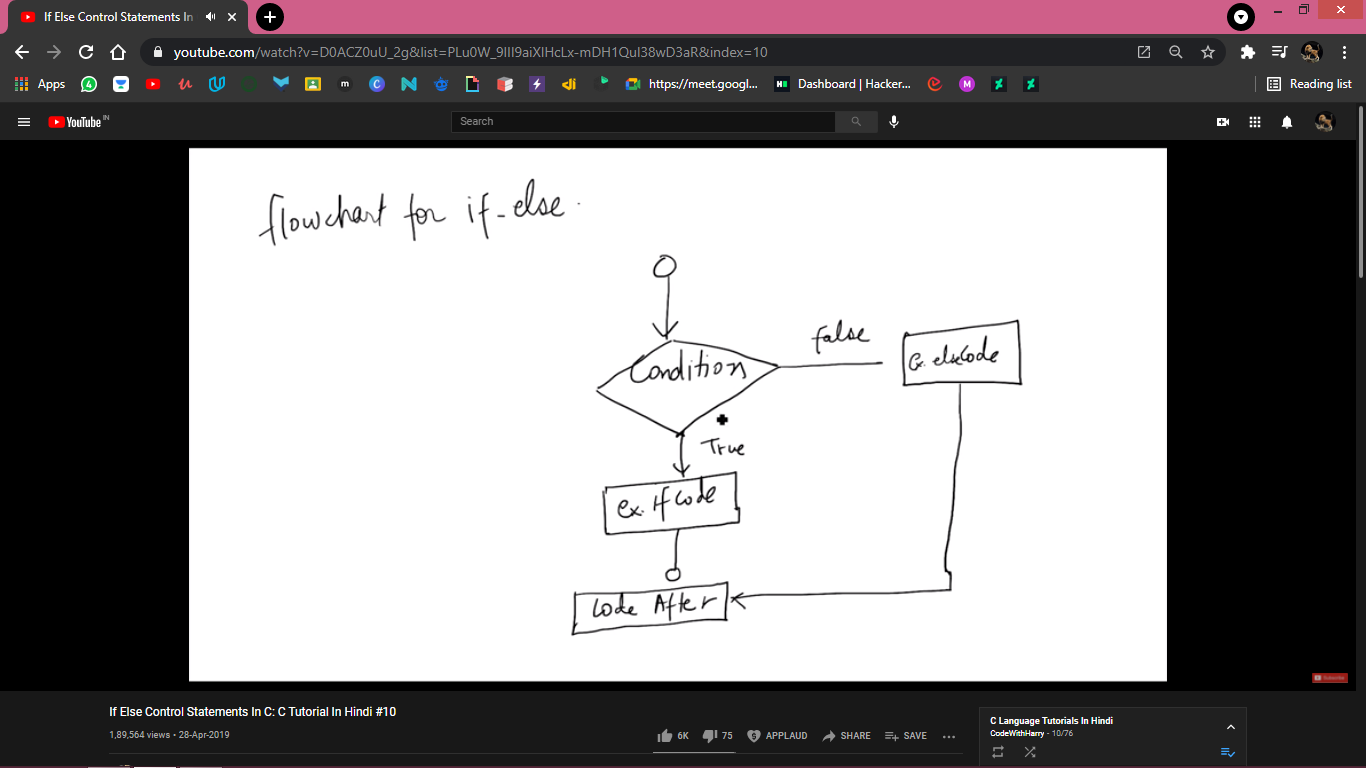 If Else Control Statements In
youtube.com/watch?v=D0ACZ0uU_2g&list=PLu0W_9lII9aiXlHcLx-mDH1Qul38wD3aR&index=10
Apps
https://meet.googl...
Dashboard | Hacker...
Reading list
YouTube IN
Search
flowchart for if-else.
False
Condition
Ex. elseCode
True
ex. If Code
Code After
Subscribe
If Else Control Statements In C: C Tutorial In Hindi #10
1,89,564 views • 28-Apr-2019
6K
75
APPLAUD
SHARE
SAVE
C Language Tutorials In Hindi
CodeWithHarry - 10/76